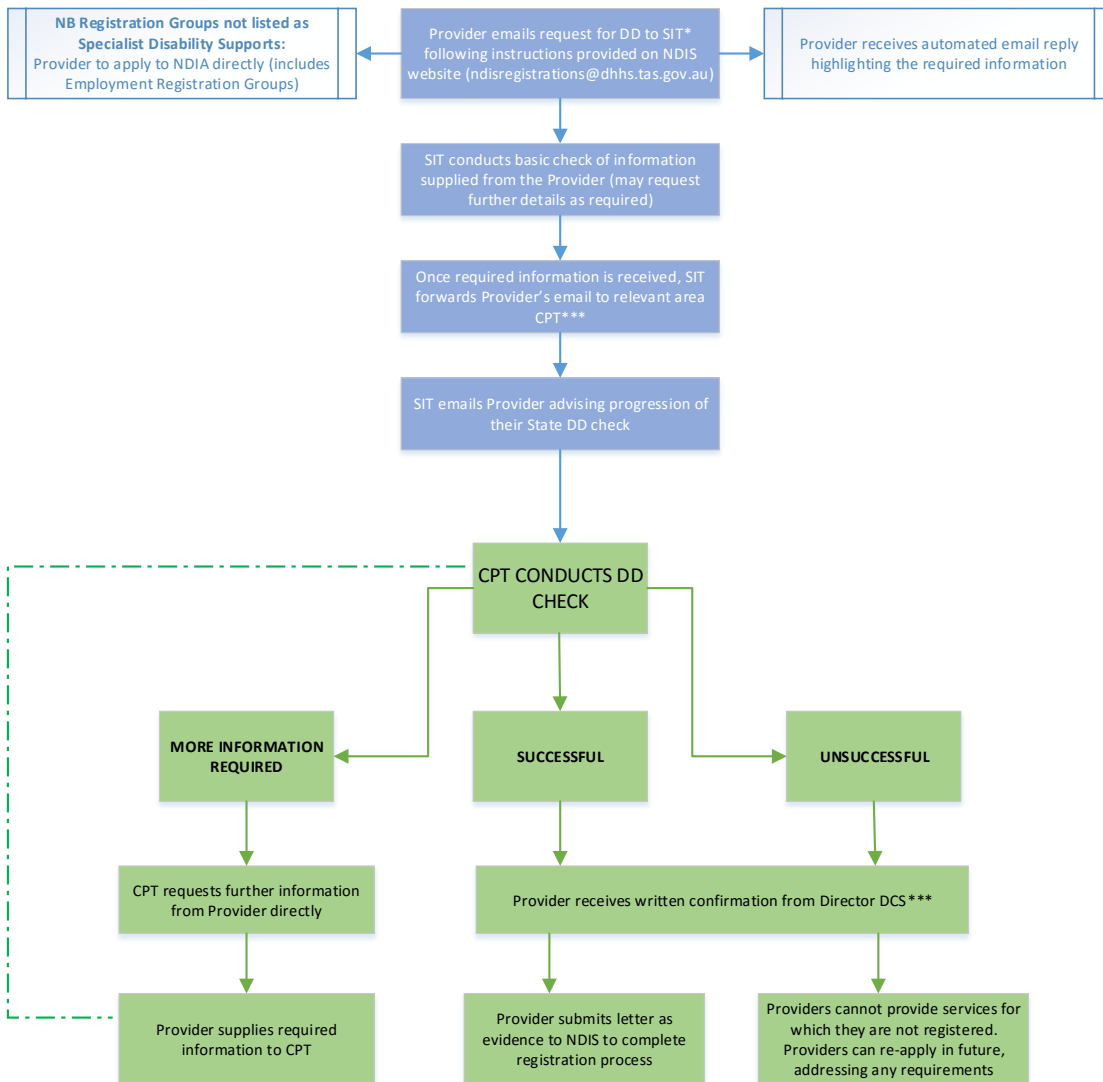 NB Registration Groups not listed as
Specialist Disability Supports:
Provider to apply to NDIA directly (includes
Employment Registration Groups)
Provider emails request for DD to SIT*
following instructions provided on NDIS
website (ndisregistrations@dhhs.tas.gov.au)
Provider receives automated email reply
highlighting the required information
SIT conducts basic check of information
supplied from the Provider (may request
further details as required)
Once required information is received, SIT
forwards Provider’s email to relevant area
CPT***
SIT emails Provider advising progression of
their State DD check
CPT CONDUCTS DD
CHECK
MORE INFORMATION
REQUIRED
SUCCESSFUL
UNSUCCESSFUL
CPT requests further information
from Provider directly
Provider receives written confirmation from Director DCS***
Provider supplies required
information to CPT
Provider submits letter as
evidence to NDIS to complete
registration process
Providers cannot provide services for
which they are not registered.
Providers can re-apply in future,
addressing any requirements